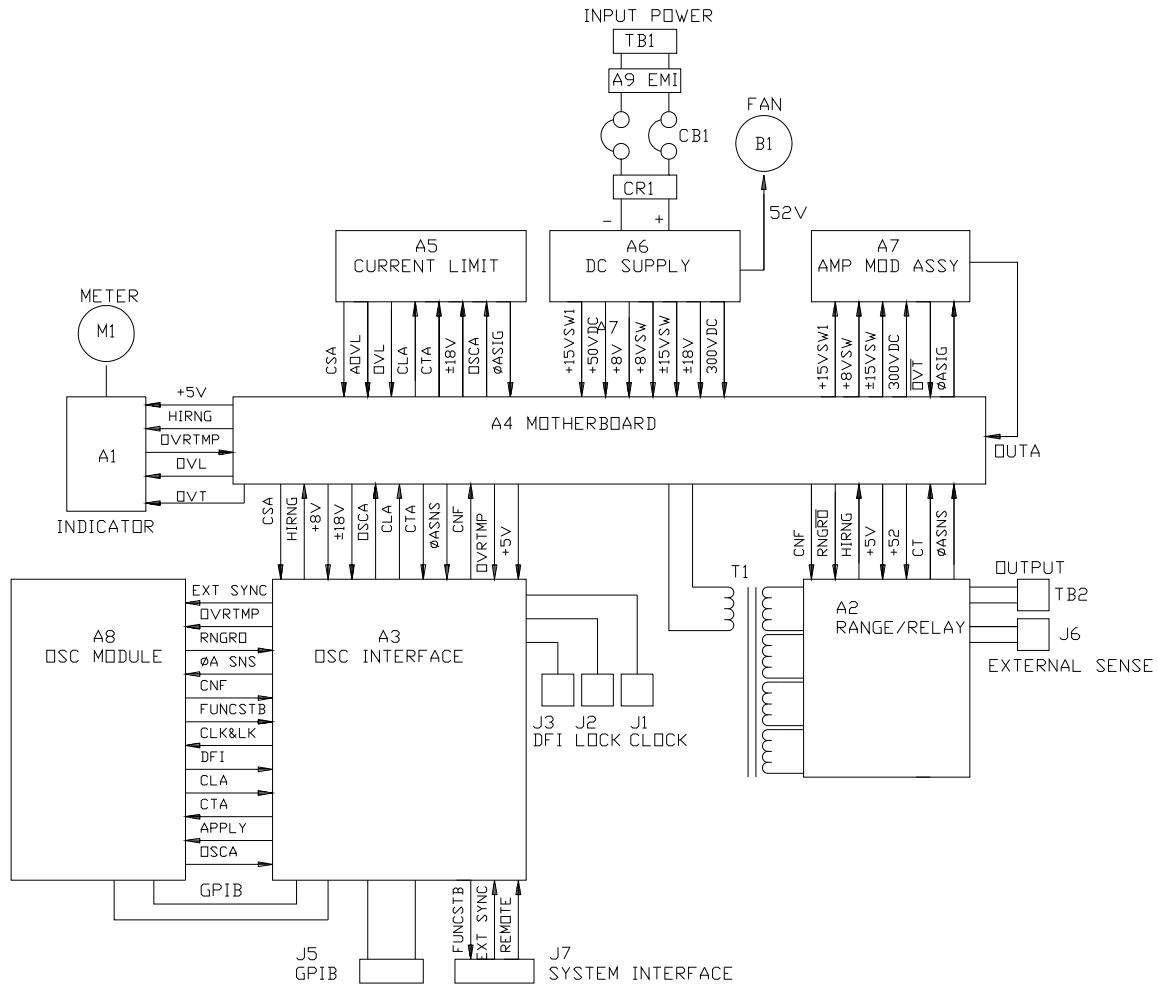 INPUT POWER
TB1
A9 EMI
CB1
CR1
- +
FAN
B1
52V
A5
CURRENT LIMIT
A6
DC SUPPLY
A7
AMP MOD ASSY
METER
M1
CSA
AOVL
OVL
CLA
CTA
±18V
OSCA
ØASIG
+15VSW1
+50VDC
A7
+8V
+8VSW
±15VSW
±18V
300VDC
+15VSW1
+8VSW
±15VSW
300VDC
OVT
ØASIG
OUTA
+5V
HIRNG
OVRTMP
OVL
OVT
A1
INDICATOR
A4 MOTHERBOARD
CSA
HIRNG
+8V
±18V
OSCA
CLA
CTA
ØASNS
CNF
OVRTMP
+5V
CNF
RNGRO
HIRNG
+5V
+52
CT
ØASNS
T1
A8
OSC MODULE
EXT SYNC
OVRTMP
RNGRO
ØA SNS
CNF
FUNCSTB
CLK&LK
DFI
CLA
CTA
APPLY
OSCA
GPIB
A3
OSC INTERFACE
J3 J2 J1
DFI LOCK CLOCK
A2
RANGE/RELAY
OUTPUT
TB2
J6
EXTERNAL SENSE
FUNCSTB
EXT SYNC
REMOTE
J5
GPIB
J7
SYSTEM INTERFACE